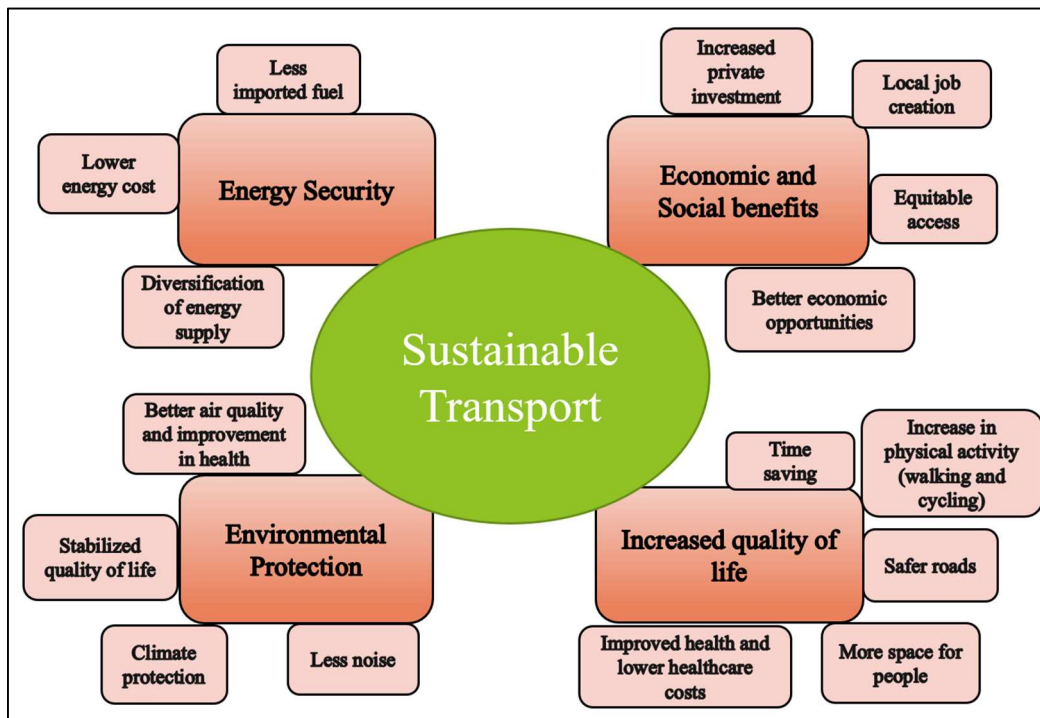 Less
imported fuel
Lower
energy cost
Energy Security
Diversification
of energy
supply
Increased
private
investment
Local job
creation
Economic and
Social benefits
Equitable
access
Better economic
opportunities
Sustainable
Transport
Better air quality
and improvement
in health
Stabilized
quality of life
Environmental
Protection
Climate
protection
Less noise
Time
saving
Increase in
physical activity
(walking and
cycling)
Increased quality of
life
Safer roads
Improved health and
lower healthcare
costs
More space for
people